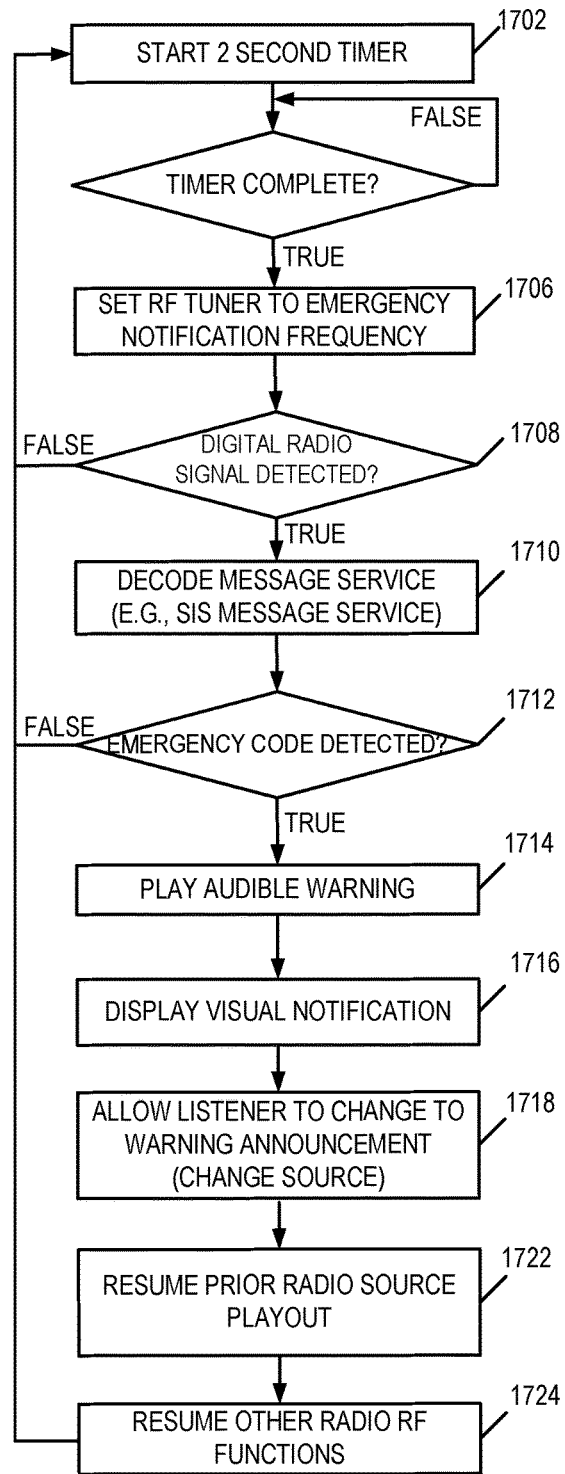 1702
START 2 SECOND TIMER
FALSE
TIMER COMPLETE?
TRUE
1706
SET RF TUNER TO EMERGENCY
NOTIFICATION FREQUENCY
FALSE
1708
DIGITAL RADIO
SIGNAL DETECTED?
TRUE
1710
DECODE MESSAGE SERVICE
(E.G., SIS MESSAGE SERVICE)
1712
FALSE
EMERGENCY CODE DETECTED?
TRUE
1714
PLAY AUDIBLE WARNING
1716
DISPLAY VISUAL NOTIFICATION
1718
ALLOW LISTENER TO CHANGE TO
WARNING ANNOUNCEMENT
(CHANGE SOURCE)
1722
RESUME PRIOR RADIO SOURCE
PLAYOUT
1724
RESUME OTHER RADIO RF
FUNCTIONS